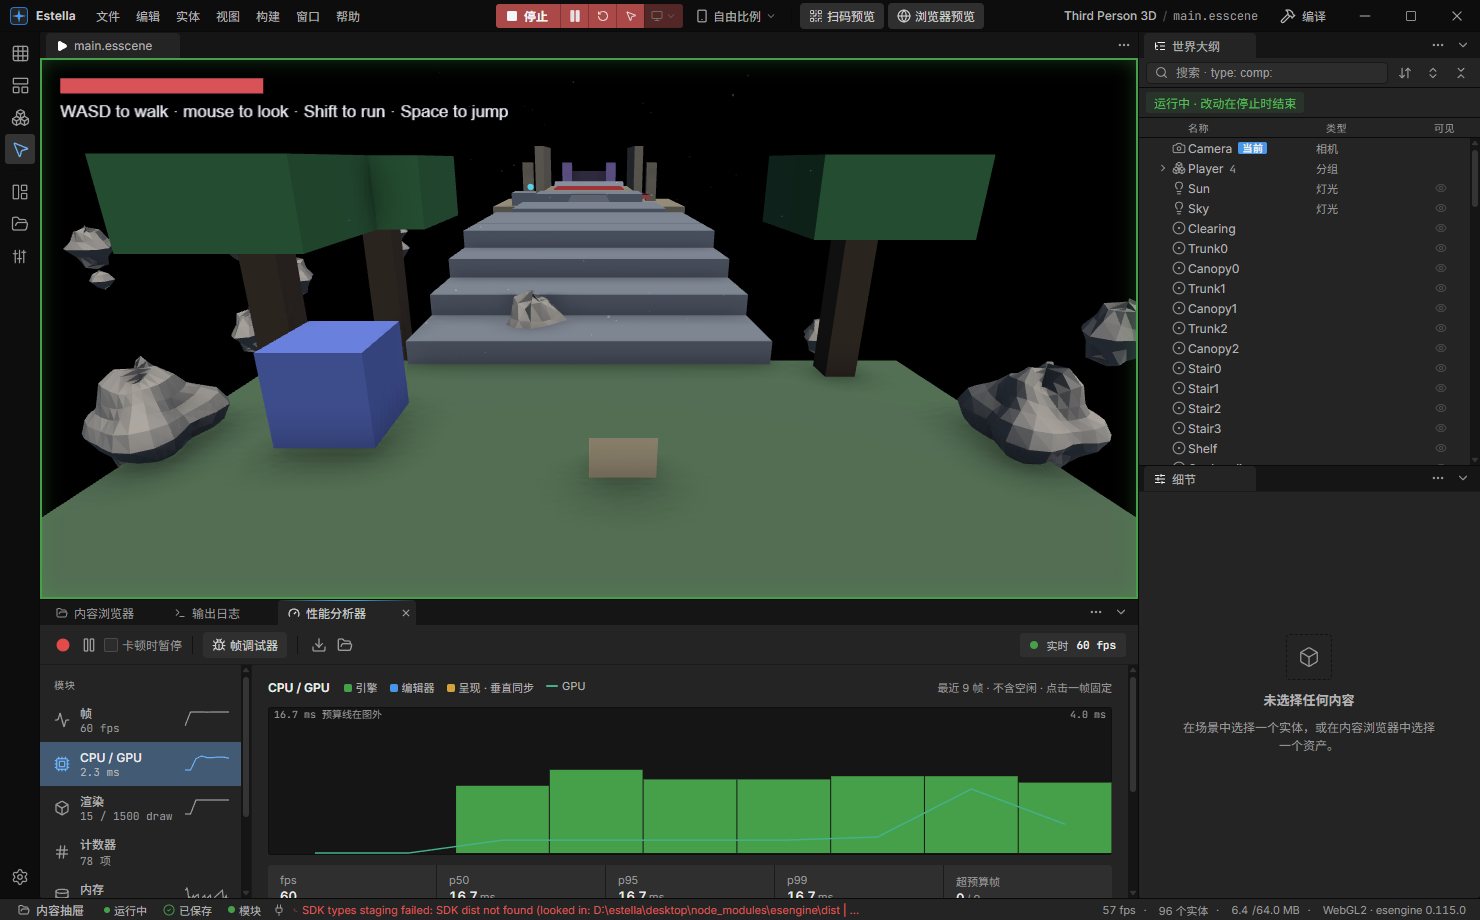 Estella 文件 编辑 实体 视图 构建 窗口 帮助 停止 自由比例 扫码预览 浏览器预览 Third Person 3D / main.esscene 编译
main.esscene
WASD to walk · mouse to look · Shift to run · Space to jump
世界大纲
搜索 · type: comp:
运行中 · 改动在停止时结束
名称 类型 可见
Camera 当前 相机
Player 4 分组
Sun 灯光
Sky 灯光
Clearing
Trunk0
Canopy0
Trunk1
Canopy1
Trunk2
Canopy2
Stair0
Stair1
Stair2
Stair3
Shelf
细节
未选择任何内容
在场景中选择一个实体，或在内容浏览器中选择
一个资产。
内容浏览器 输出日志 性能分析器
卡顿时暂停 帧调试器 实时 60 fps
模块
帧
60 fps
CPU / GPU
2.3 ms
渲染
15 / 1500 draw
计数器
78 项
内存
CPU / GPU 引擎 编辑器 呈现 · 垂直同步 GPU 最近 9 帧 · 不含空闲 · 点击一帧固定
16.7 ms 预算线在图外 4.0 ms
fps p50 p95 p99 超预算帧
60 16.7 ms 16.7 ms 16.7 ms
内容抽屉 运行中 已保存 模块 SDK types staging failed: SDK dist not found (looked in: D:\estella\desktop\node_modules\esengine\dist | ... 57 fps · 96 个实体 · 6.4 /64.0 MB · WebGL2 · esengine 0.115.0